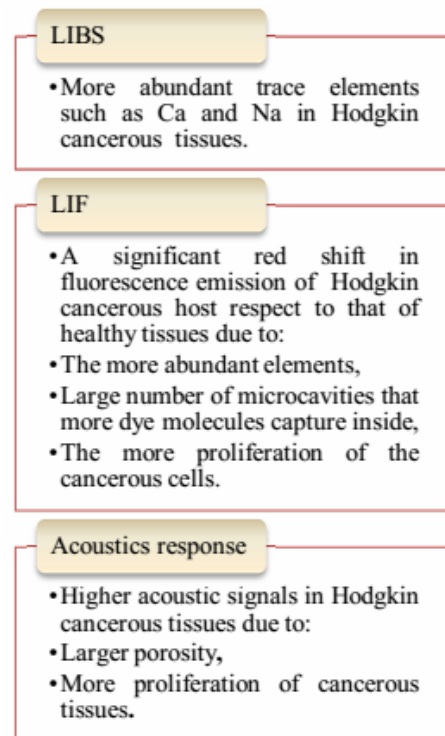 LIBS
•More abundant trace elements
such as Ca and Na in Hodgkin
cancerous tissues.
LIF
•A significant red shift in
fluorescence emission of Hodgkin
cancerous host respect to that of
healthy tissues due to:
•The more abundant elements,
•Large number of microcavities that
more dye molecules capture inside,
•The more proliferation of the
cancerous cells.
Acoustics response
•Higher acoustic signals in Hodgkin
cancerous tissues due to:
•Larger porosity,
•More proliferation of cancerous
tissues.